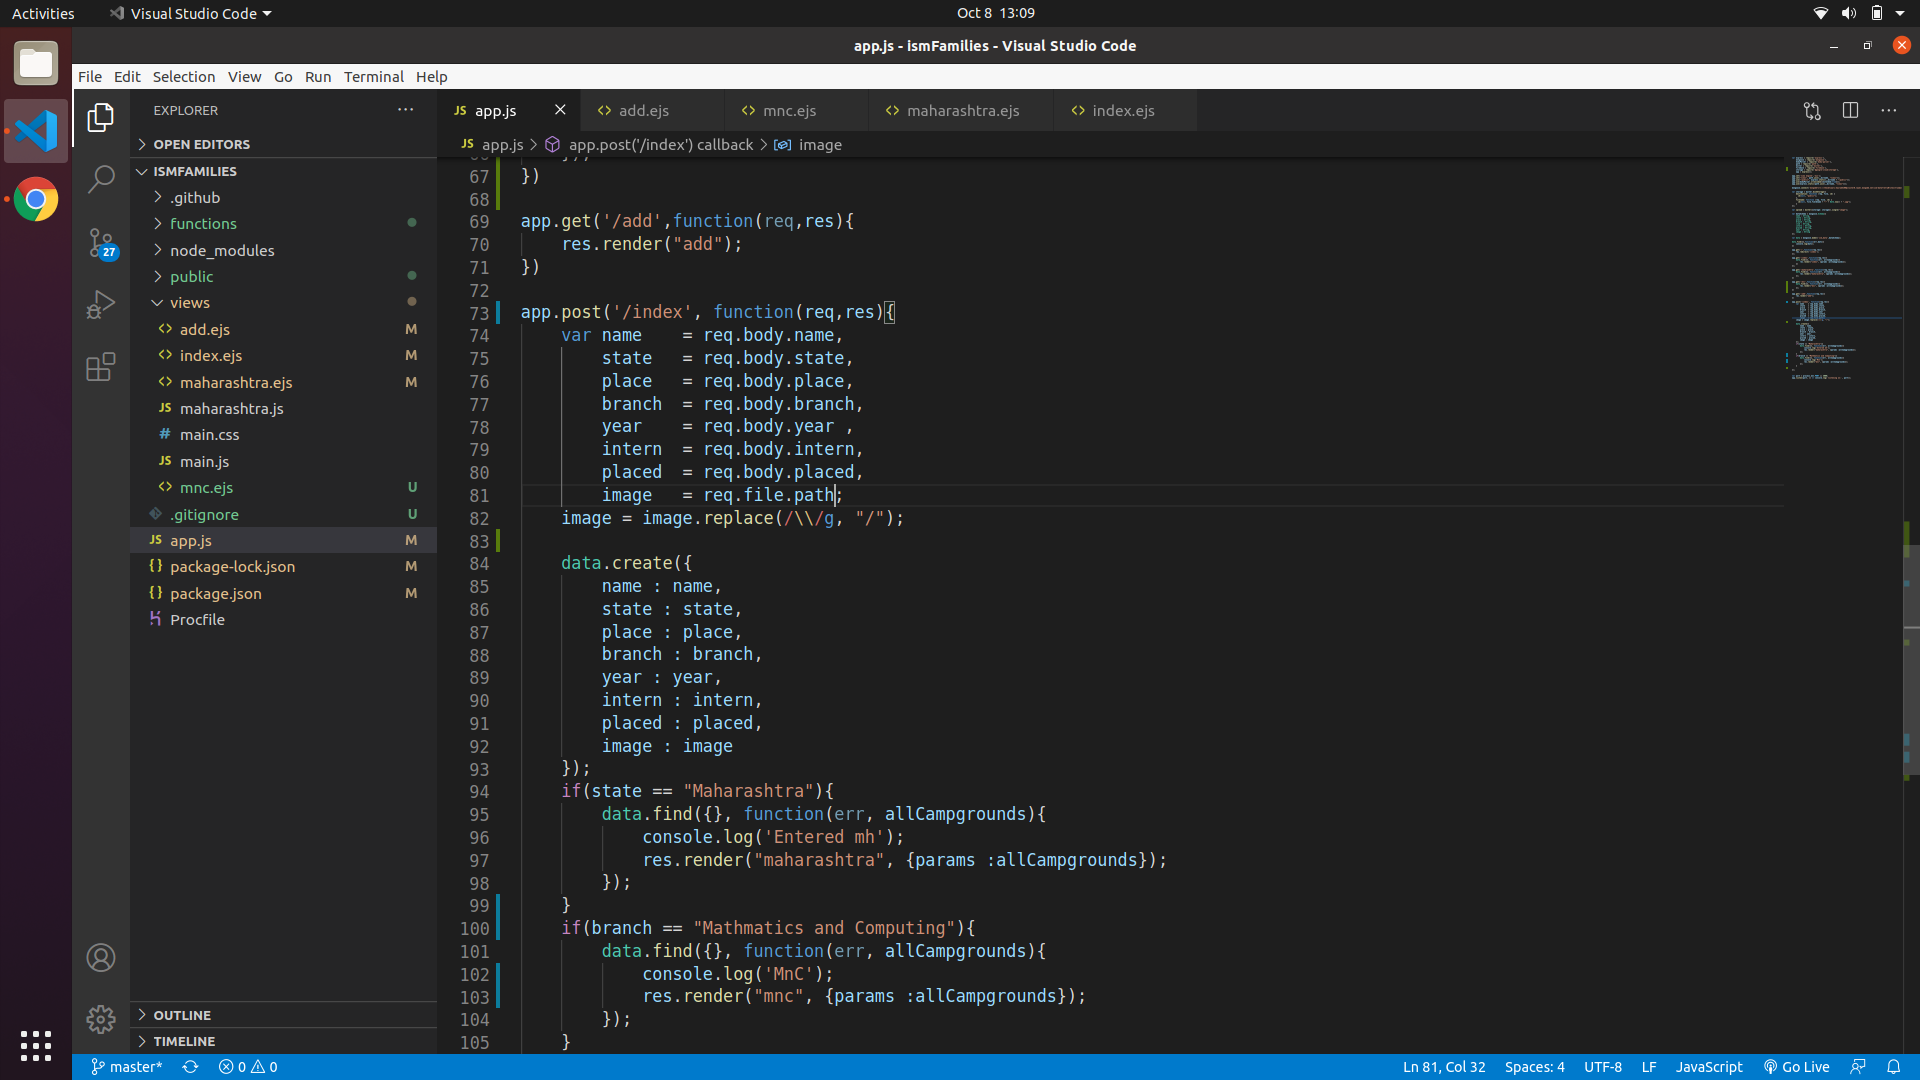 Activities
Visual Studio Code
Oct 8 13:09
app.js - ismFamilies - Visual Studio Code
File Edit Selection View Go Run Terminal Help
EXPLORER
OPEN EDITORS
ISMFAMILIES
.github
functions
node_modules
public
views
add.ejs M
index.ejs M
maharashtra.ejs M
JS maharashtra.js
# main.css
JS main.js
mnc.ejs U
.gitignore U
JS app.js M
{} package-lock.json M
{} package.json M
Procfile
OUTLINE
TIMELINE
27
JS app.js
add.ejs
mnc.ejs
maharashtra.ejs
index.ejs
JS app.js > app.post('/index') callback > image
67 })
68
69 app.get('/add',function(req,res){
70     res.render("add");
71 })
72
73 app.post('/index', function(req,res){
74     var name    = req.body.name,
75         state   = req.body.state,
76         place   = req.body.place,
77         branch  = req.body.branch,
78         year    = req.body.year ,
79         intern  = req.body.intern,
80         placed  = req.body.placed,
81         image   = req.file.path;
82     image = image.replace(/\\/g, "/");
83
84     data.create({
85         name : name,
86         state : state,
87         place : place,
88         branch : branch,
89         year : year,
90         intern : intern,
91         placed : placed,
92         image : image
93     });
94     if(state == "Maharashtra"){
95         data.find({}, function(err, allCampgrounds){
96             console.log('Entered mh');
97             res.render("maharashtra", {params :allCampgrounds});
98         });
99     }
100     if(branch == "Mathmatics and Computing"){
101         data.find({}, function(err, allCampgrounds){
102             console.log('MnC');
103             res.render("mnc", {params :allCampgrounds});
104         });
105     }
master* 0 0
Ln 81, Col 32 Spaces: 4 UTF-8 LF JavaScript Go Live